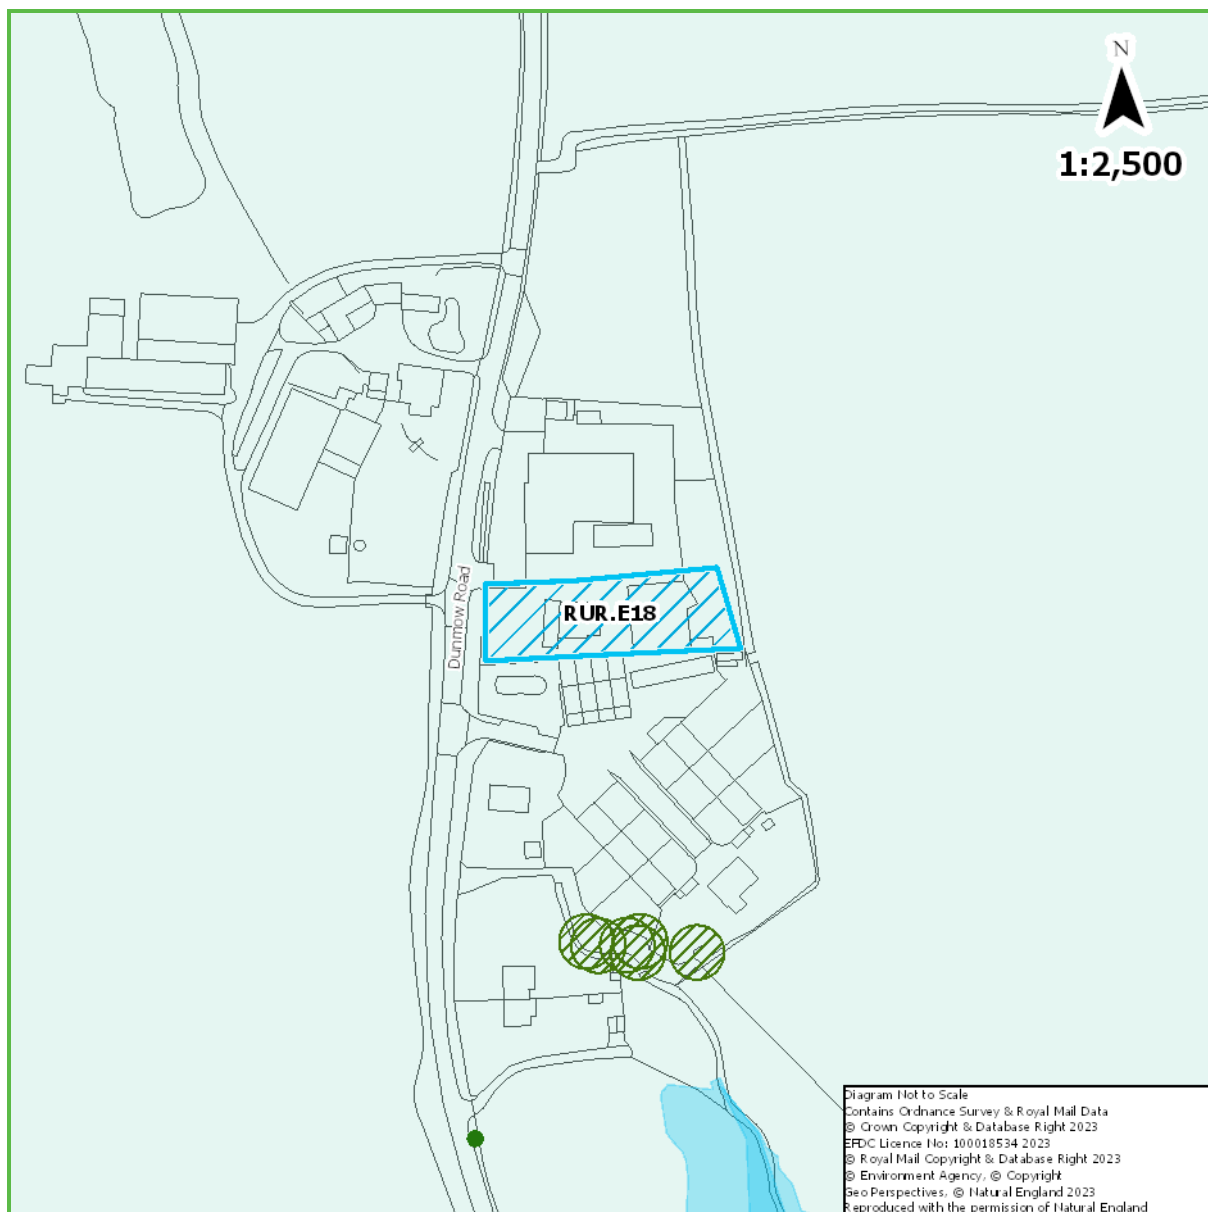 N
1:2,500
Dunmow Road
RUR.E18
Diagram Not to Scale
Contains Ordnance Survey & Royal Mail Data
© Crown Copyright & Database Right 2023
EFDC Licence No: 100018534 2023
© Royal Mail Copyright & Database Right 2023
© Environment Agency, © Copyright
Geo Perspectives, © Natural England 2023
Reproduced with the permission of Natural England